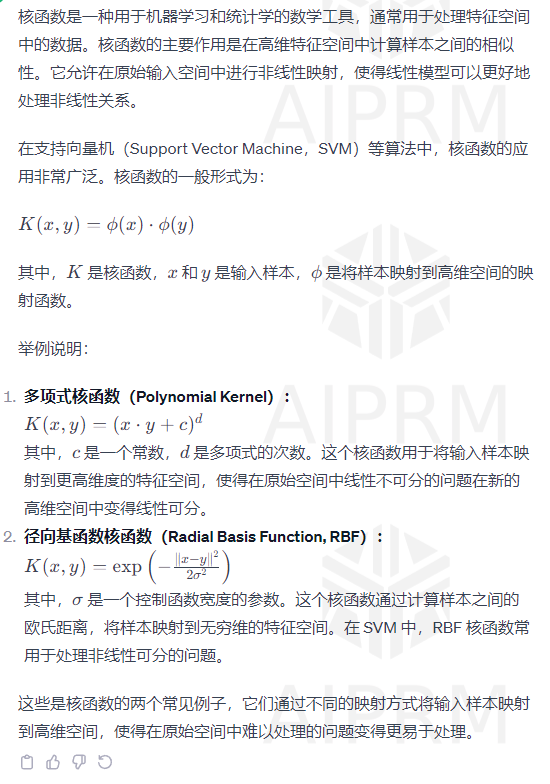 核函数是一种用于机器学习和统计学的数学工具，通常用于处理特征空间
中的数据。核函数的主要作用是在高维特征空间中计算样本之间的相似
性。它允许在原始输入空间中进行非线性映射，使得线性模型可以更好地
处理非线性关系。
AIPRM
在支持向量机（Support Vector Machine，SVM）等算法中，核函数的应
用非常广泛。核函数的一般形式为：
K(x, y) = ϕ(x) · ϕ(y)
其中，K 是核函数，x 和 y 是输入样本，ϕ 是将样本映射到高维空间的映
射函数。
举例说明：
AIPRM
1. 多项式核函数（Polynomial Kernel）：
K(x, y) = (x · y + c)^d
其中，c 是一个常数，d 是多项式的次数。这个核函数用于将输入样本映
射到更高维度的特征空间，使得在原始空间中线性不可分的问题在新的
高维空间中变得线性可分。
2. 径向基函数核函数（Radial Basis Function, RBF）：
K(x, y) = exp(−‖x−y‖²/2σ²)
其中，σ 是一个控制函数宽度的参数。这个核函数通过计算样本之间的
欧氏距离，将样本映射到无穷维的特征空间。在 SVM 中，RBF 核函数常
用于处理非线性可分的问题。
这些是核函数的两个常见例子，它们通过不同的映射方式将输入样本映射
到高维空间，使得在原始空间中难以处理的问题变得更易于处理。
AIPRM